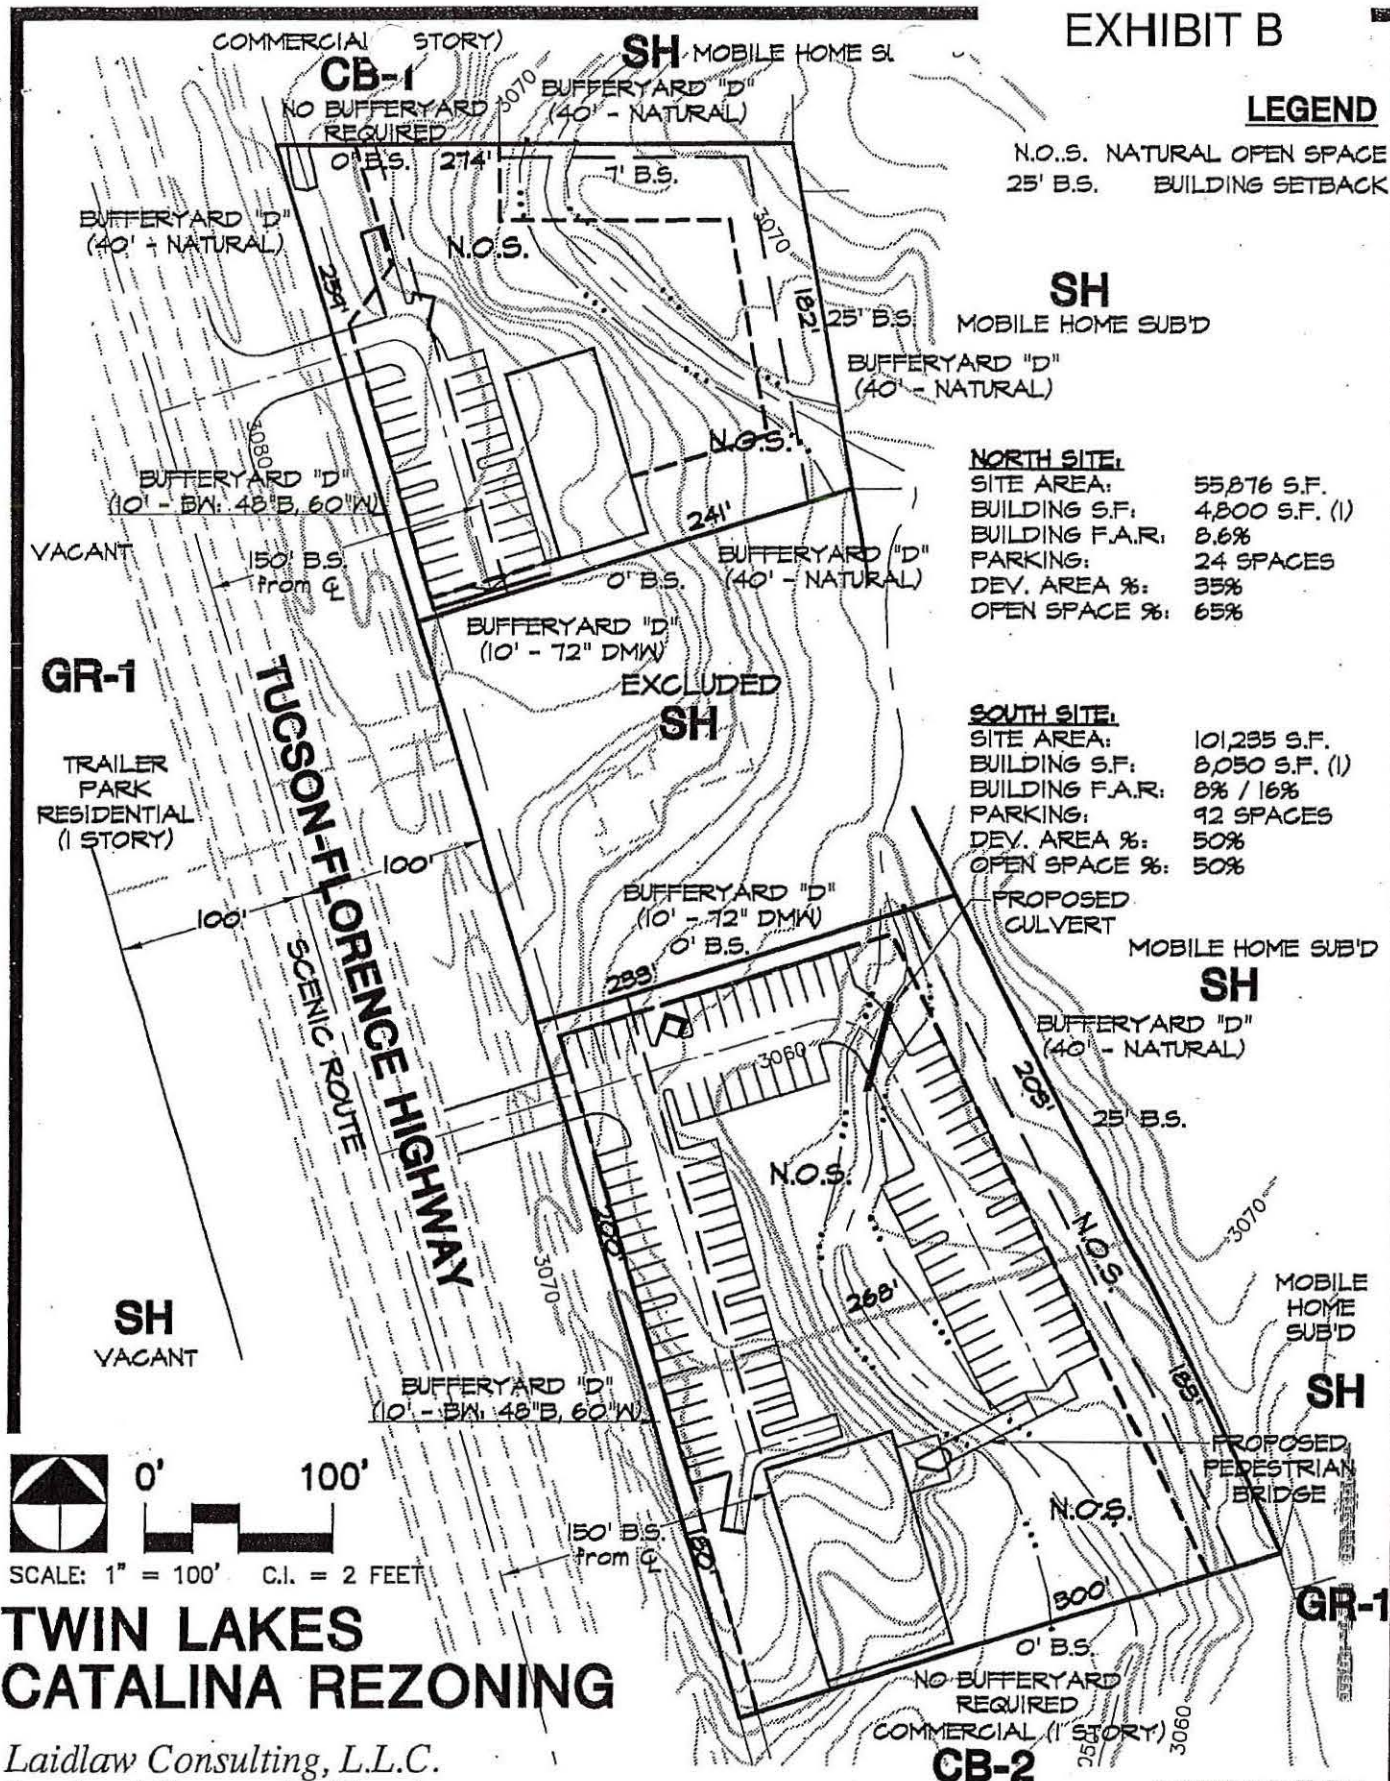 EXHIBIT B
LEGEND
N.O..S. NATURAL OPEN SPACE
25' B.S. BUILDING SETBACK
COMMERCIAL STORY)
CB-1
NO BUFFERYARD
REQUIRED
0' B.S.
274'
SH MOBILE HOME
BUFFERYARD "D"
(40' - NATURAL)
3070
7' B.S.
BUFFERYARD "D"
(40' - NATURAL)
N.O.S.
3070
259'
182'
25' B.S.
SH
MOBILE HOME SUB'D
BUFFERYARD "D"
(40' - NATURAL)
3080
N.O.S.
BUFFERYARD "D"
(10' - BW: 48"B, 60"W)
241'
VACANT
150' B.S.
from ℄
0' B.S.
BUFFERYARD "D"
(40' - NATURAL)
BUFFERYARD "D"
(10' - 72" DMW)
NORTH SITE:
SITE AREA: 55,876 S.F.
BUILDING S.F: 4,800 S.F. (1)
BUILDING F.A.R: 8.6%
PARKING: 24 SPACES
DEV. AREA %: 35%
OPEN SPACE %: 65%
GR-1
EXCLUDED
SH
SOUTH SITE:
SITE AREA: 101,235 S.F.
BUILDING S.F: 8,050 S.F. (1)
BUILDING F.A.R: 8% / 16%
PARKING: 92 SPACES
DEV. AREA %: 50%
OPEN SPACE %: 50%
TRAILER
PARK
RESIDENTIAL
(1 STORY)
TUCSON-FLORENCE HIGHWAY
SCENIC ROUTE
100'
100'
BUFFERYARD "D"
(10' - 72" DMW)
0' B.S.
233'
PROPOSED
CULVERT
MOBILE HOME SUB'D
SH
BUFFERYARD "D"
(40' - NATURAL)
3060
205'
25' B.S.
N.O.S.
200'
N.O.S.
3070
3070
268'
MOBILE
HOME
SUB'D
SH
SH
VACANT
BUFFERYARD "D"
(10' - BW: 48"B, 60"W)
188'
PROPOSED
PEDESTRIAN
BRIDGE
N.O.S.
150' B.S.
from ℄
180'
300'
GR-1
0' B.S.
NO BUFFERYARD
REQUIRED
COMMERCIAL (1 STORY)
CB-2
3060
0' 100'
SCALE: 1" = 100' C.I. = 2 FEET
TWIN LAKES
CATALINA REZONING
Laidlaw Consulting, L.L.C.